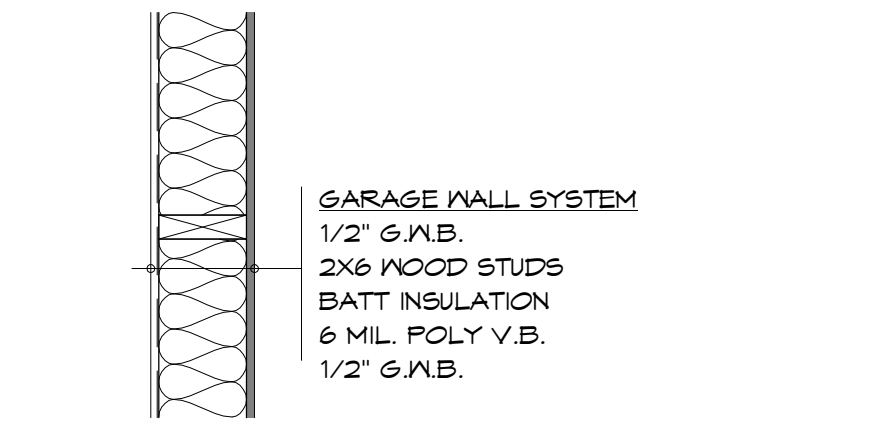 GARAGE WALL SYSTEM
1/2" G.W.B.
2X6 WOOD STUDS
BATT INSULATION
6 MIL. POLY V.B.
1/2" G.W.B.